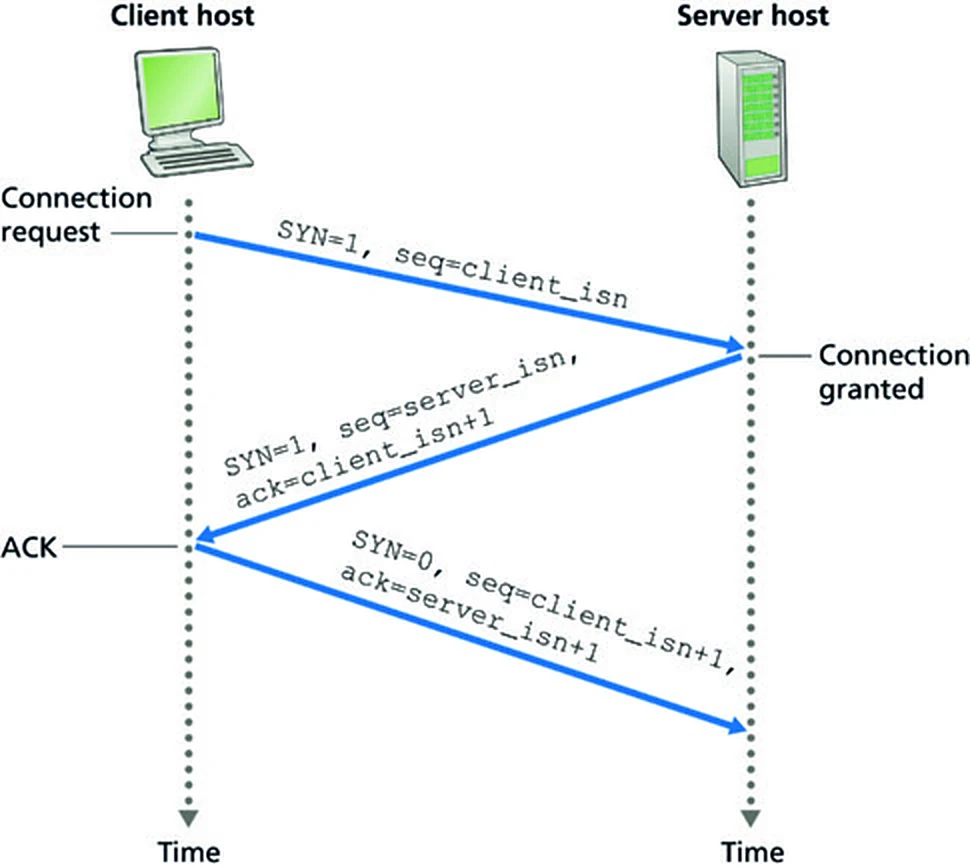 Client host
Server host
Connection
request
SYN=1, seq=client_isn
Connection
granted
SYN=1, seq=server_isn,
ack=client_isn+1
ACK
SYN=0, seq=client_isn+1,
ack=server_isn+1
Time
Time